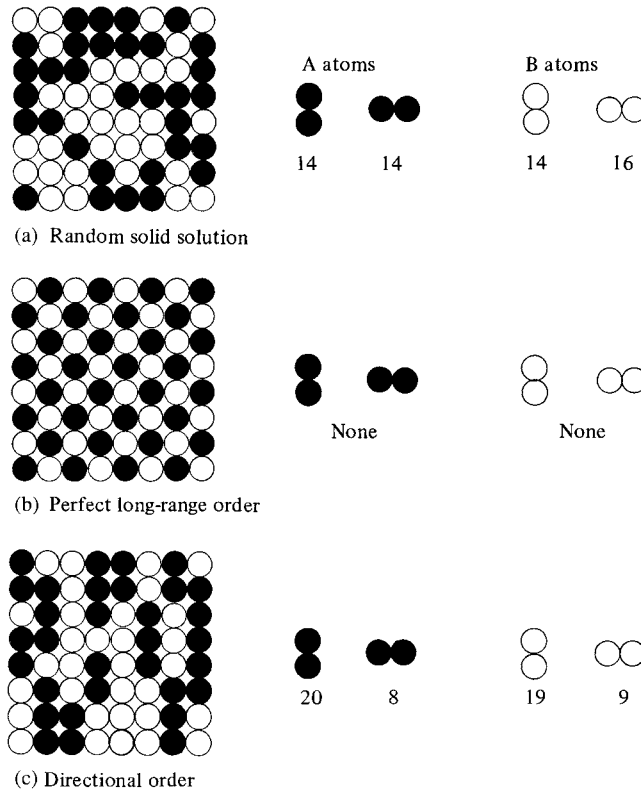 A atoms B atoms
14 14 14 16
(a) Random solid solution
None None
(b) Perfect long-range order
20 8 19 9
(c) Directional order